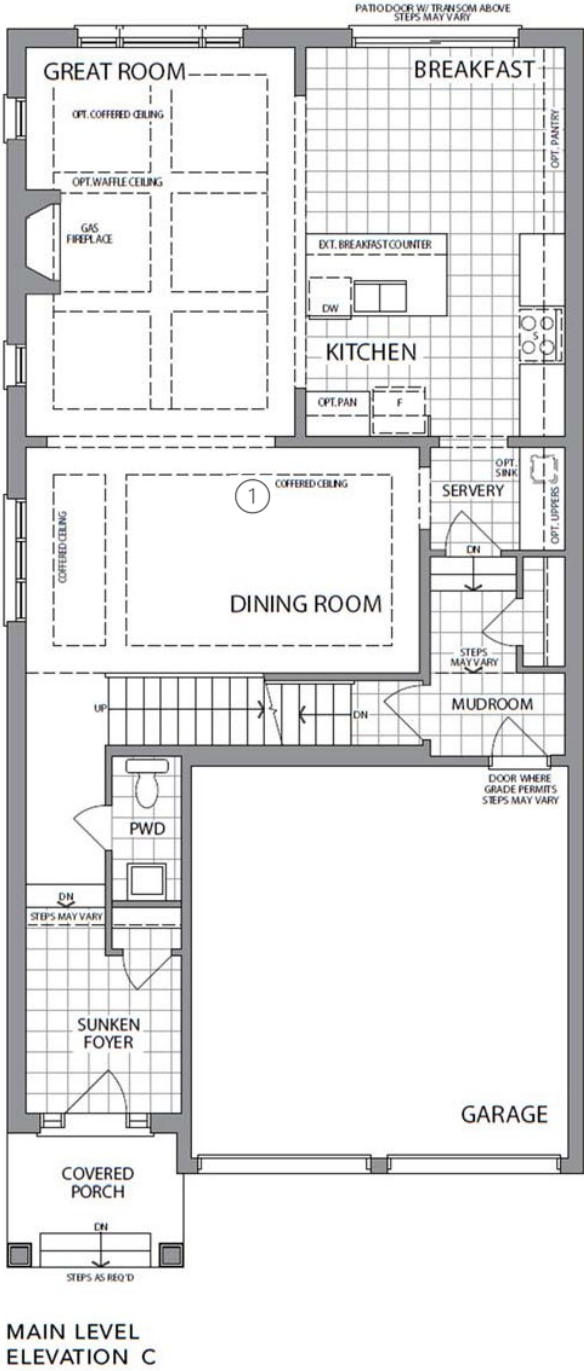 PATIO DOOR W/ TRANSOM ABOVE
STEPS MAY VARY
GREAT ROOM
BREAKFAST
OPT. COFFERED CEILING
OPT. PANTRY
OPT. WAFFLE CEILING
GAS
FIREPLACE
EXT. BREAKFAST COUNTER
DW
S
KITCHEN
OPT. PAN
F
OPT.
SINK
SERVERY
OPT. UPPERS
1
COFFERED CEILING
COFFERED CEILING
DN
DINING ROOM
STEPS
MAY VARY
MUDROOM
UP
DN
DOOR WHERE
GRADE PERMITS
STEPS MAY VARY
PWD
DN
STEPS MAY VARY
SUNKEN
FOYER
GARAGE
COVERED
PORCH
DN
STEPS AS REQ'D
MAIN LEVEL
ELEVATION C